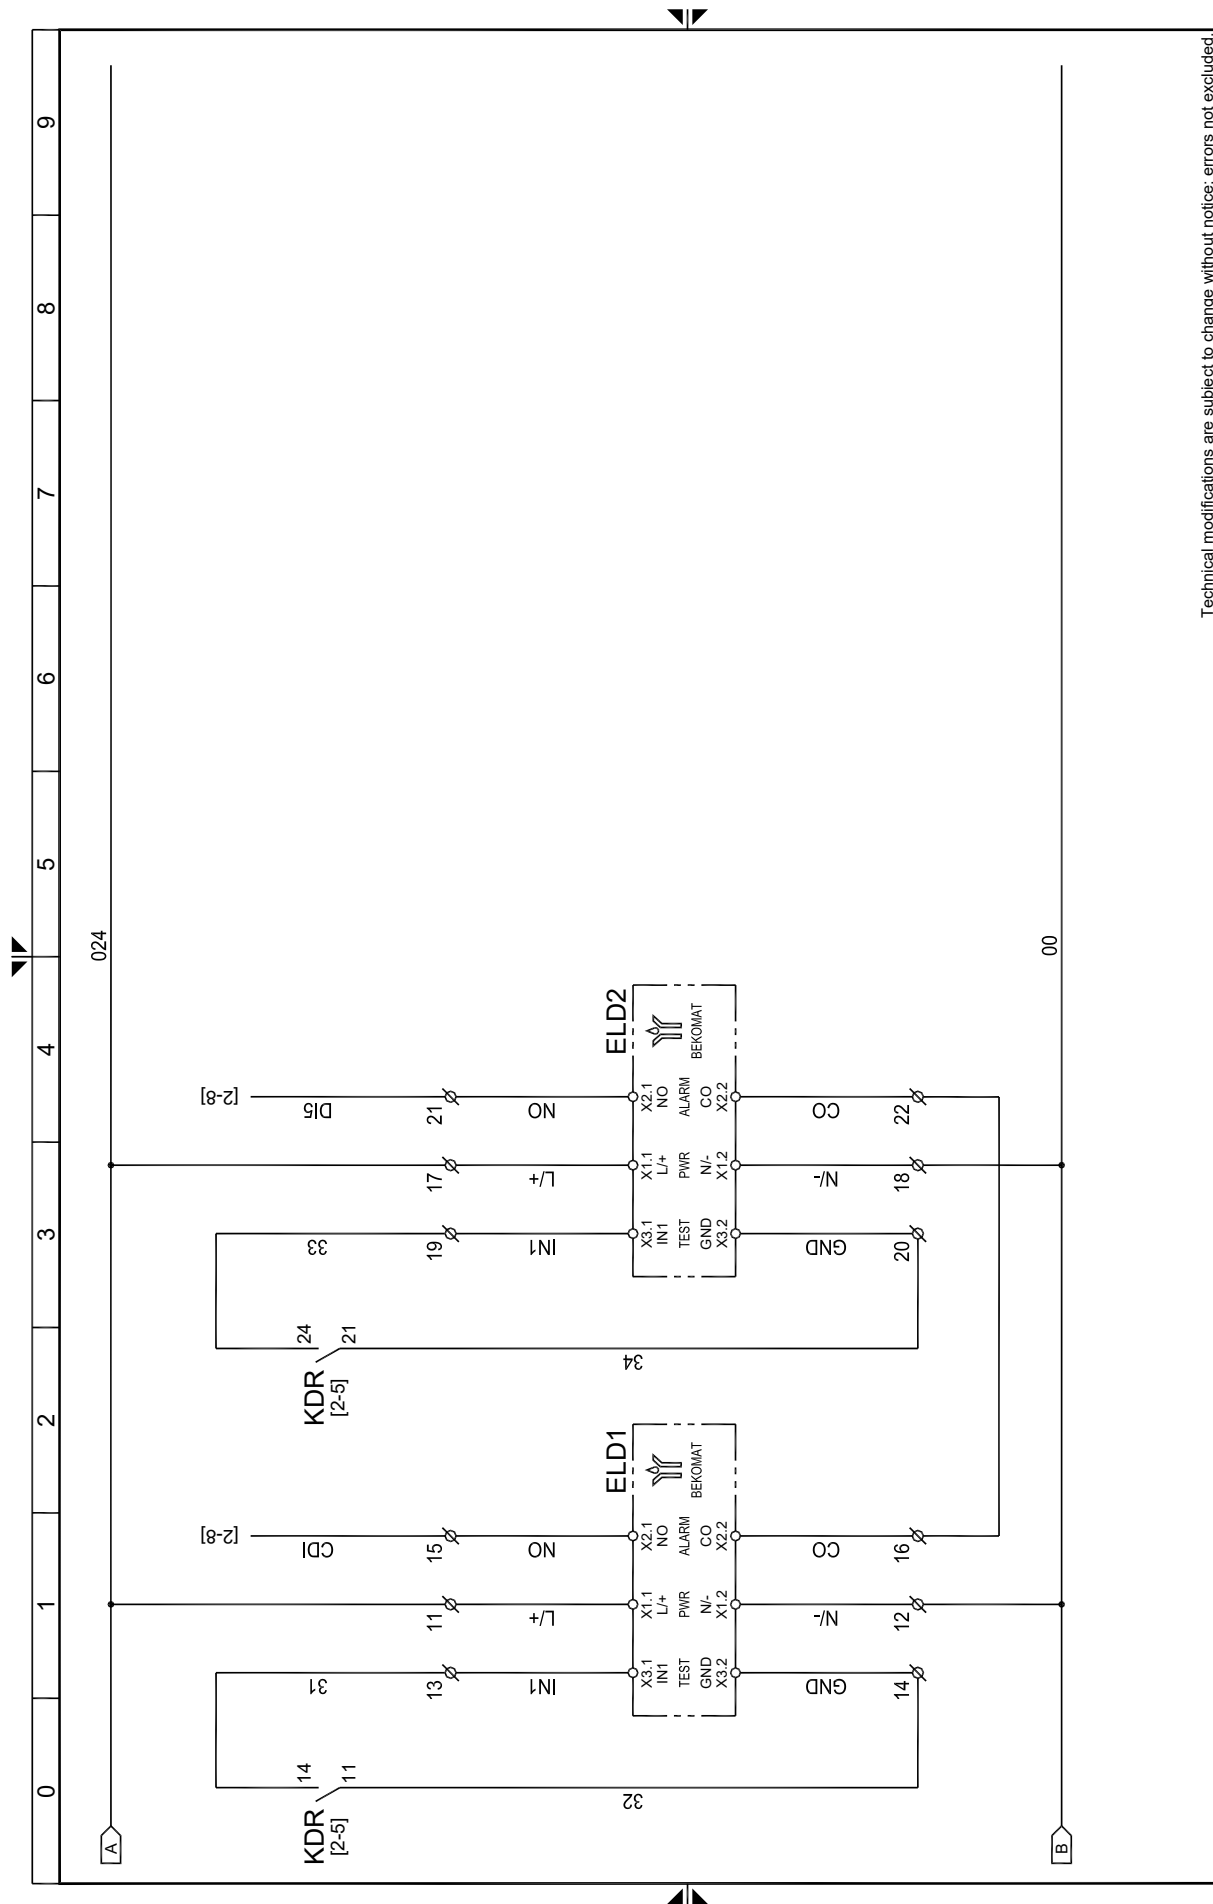 0 1 2 3 4 5 6 7 8 9
A
024
[2-8]
[2-8]
31
CDI
33
DI5
KDR
[2-5]
14
11
KDR
[2-5]
24
21
13
11
15
19
17
21
IN1
L/+
NO
IN1
L/+
NO
ELD1
ELD2
X3.1
X1.1
X2.1
X3.1
X1.1
X2.1
IN1
L/+
NO
IN1
L/+
NO
TEST
PWR
ALARM
BEKOMAT
TEST
PWR
ALARM
BEKOMAT
GND
N/-
CO
GND
N/-
CO
X3.2
X1.2
X2.2
X3.2
X1.2
X2.2
32
34
GND
N/-
CO
GND
N/-
CO
14
12
16
20
18
22
B
00
Technical modifications are subject to change without notice; errors not excluded.